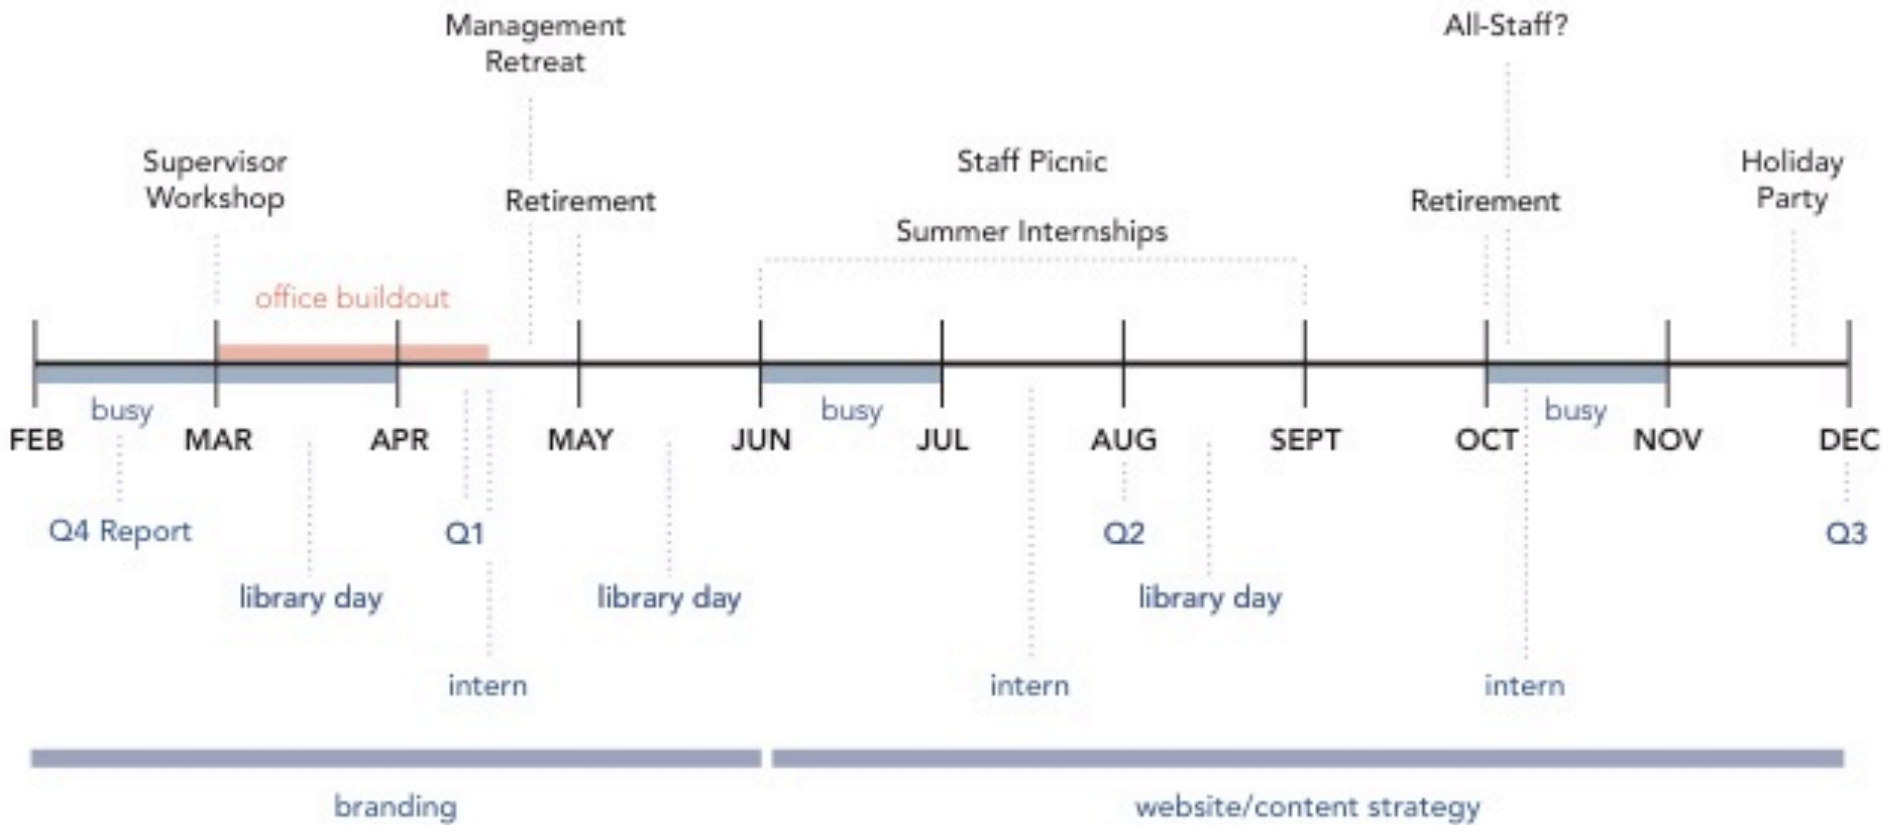 Management
Retreat
All-Staff?
Supervisor
Workshop
Staff Picnic
Holiday
Party
Retirement
Retirement
Summer Internships
office buildout
busy
busy
busy
FEB MAR APR MAY JUN JUL AUG SEPT OCT NOV DEC
Q4 Report
Q1
Q2
Q3
library day
library day
library day
intern
intern
intern
branding
website/content strategy